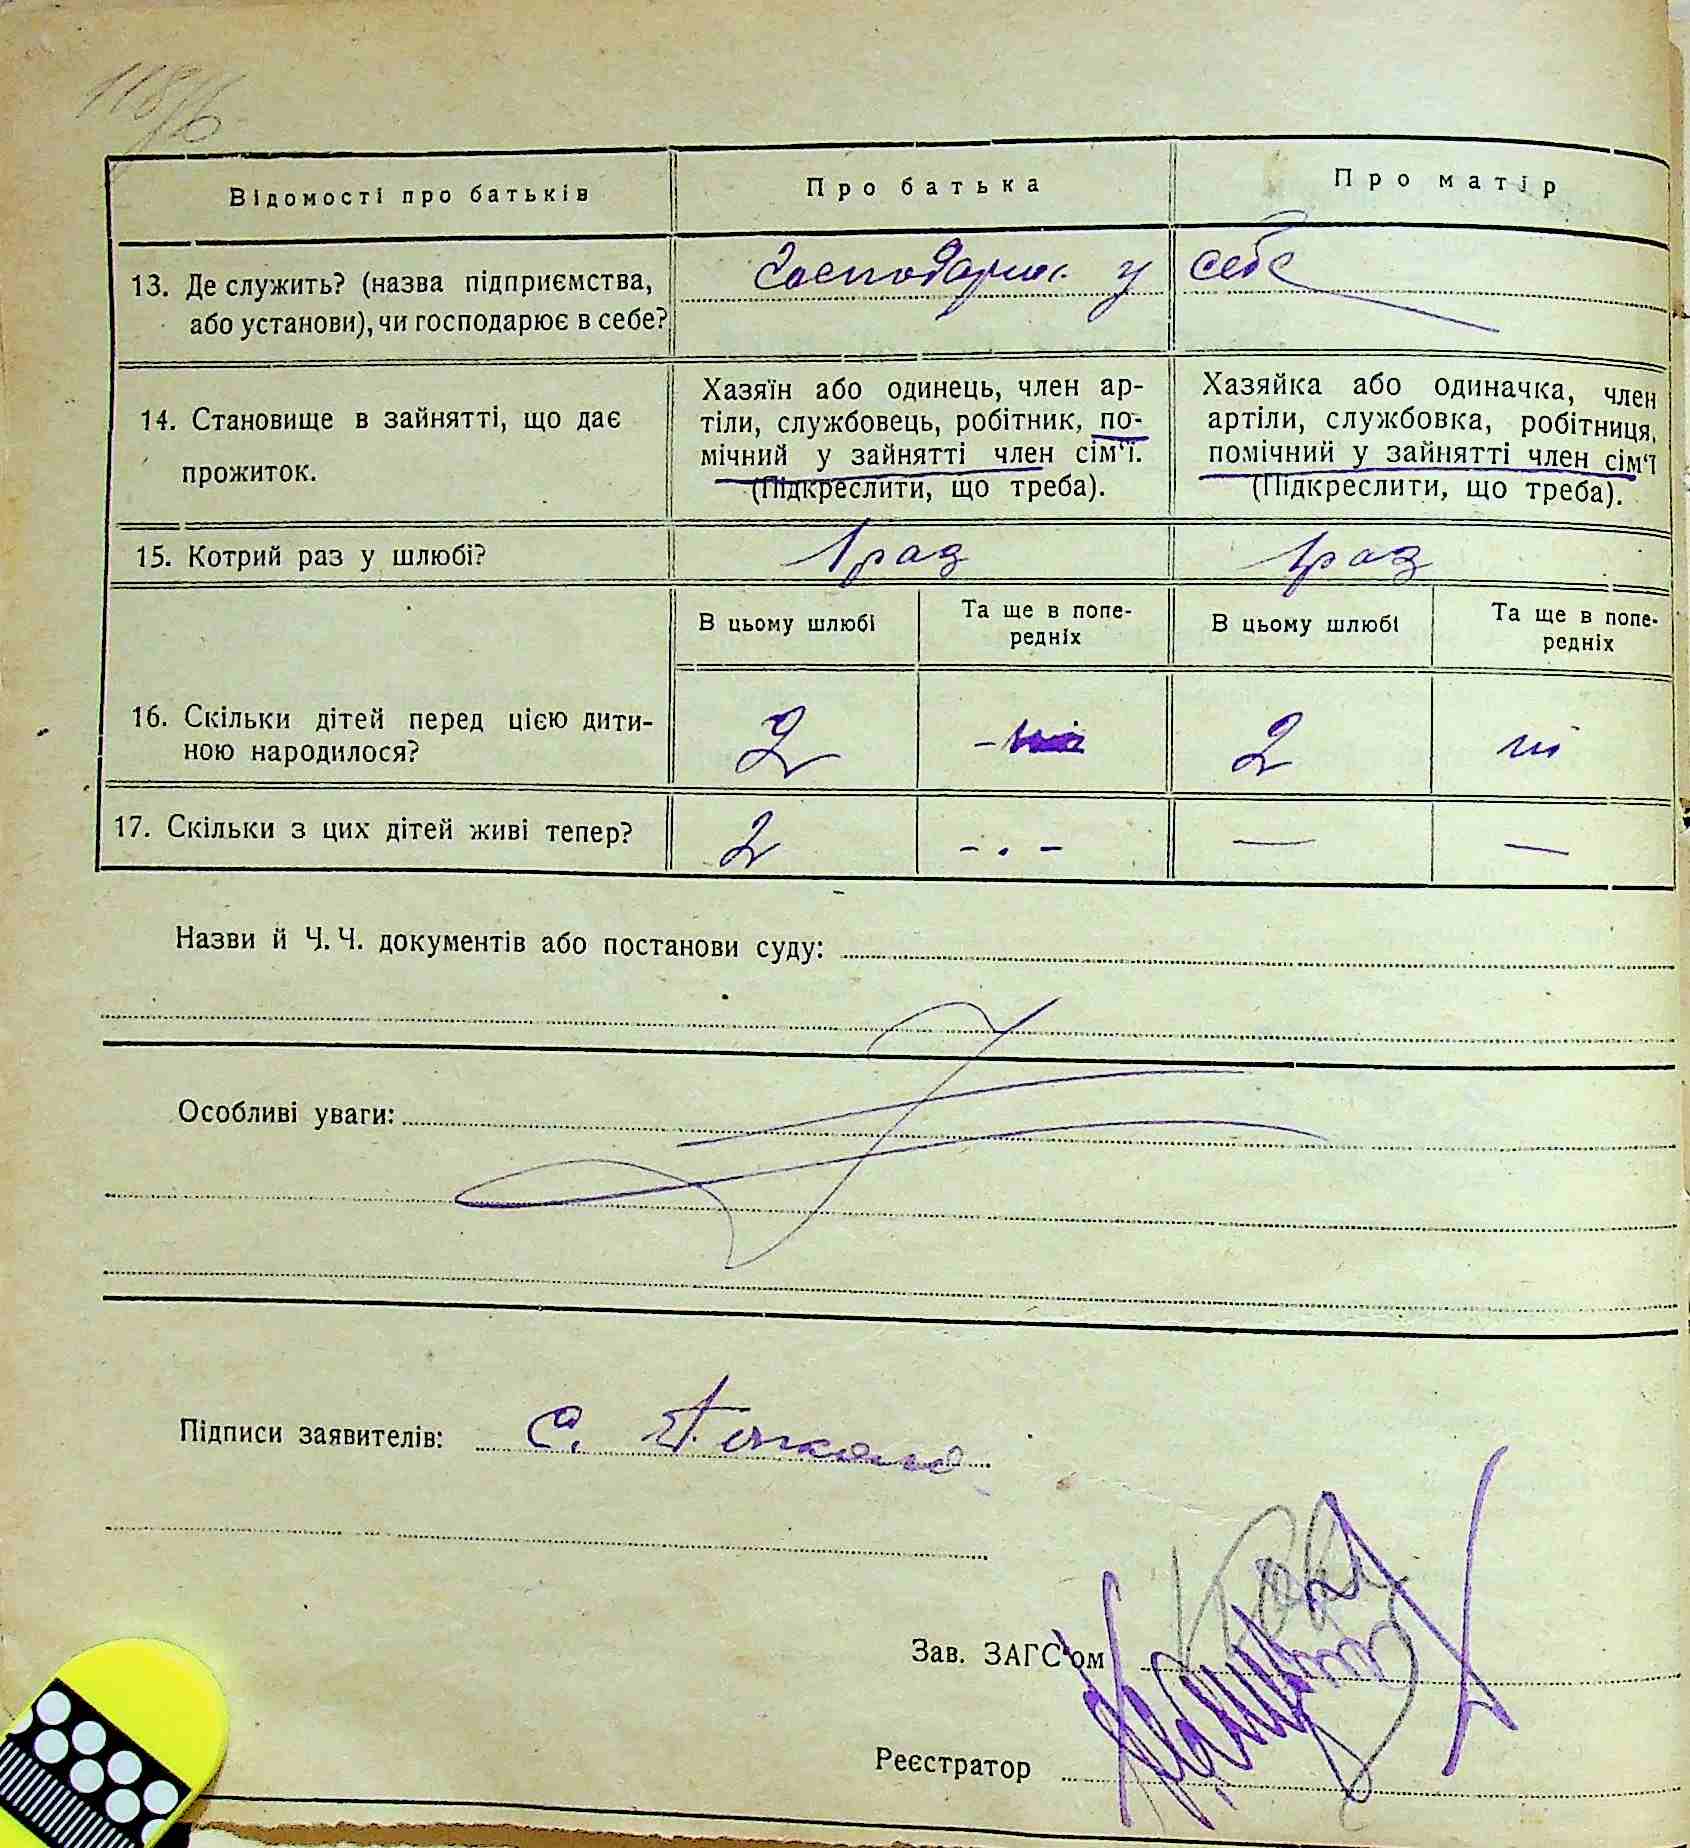 118/6
Відомості про батьків
Про батька
Про матір
13. Де служить? (назва підприємства,
або установи), чи господарює в себе?
Господарює у себе
14. Становище в зайнятті, що дає
прожиток.
Хазяїн або одинець, член ар-
тіли, службовець, робітник, по-
мічний у зайнятті член сім'ї.
(Підкреслити, що треба).
Хазяйка або одиначка, член
артіли, службовка, робітниця,
помічний у зайнятті член сім'ї
(Підкреслити, що треба).
15. Котрий раз у шлюбі?
1 раз
1 раз
В цьому шлюбі
Та ще в попе-
редніх
В цьому шлюбі
Та ще в попе-
редніх
16. Скільки дітей перед цією дити-
ною народилося?
2
-
2
ні
17. Скільки з цих дітей живі тепер?
2
- . -
—
—
Назви й Ч. Ч. документів або постанови суду:
Особливі уваги:
Підписи заявителів: С.
Зав. ЗАГС'ом
Реєстратор